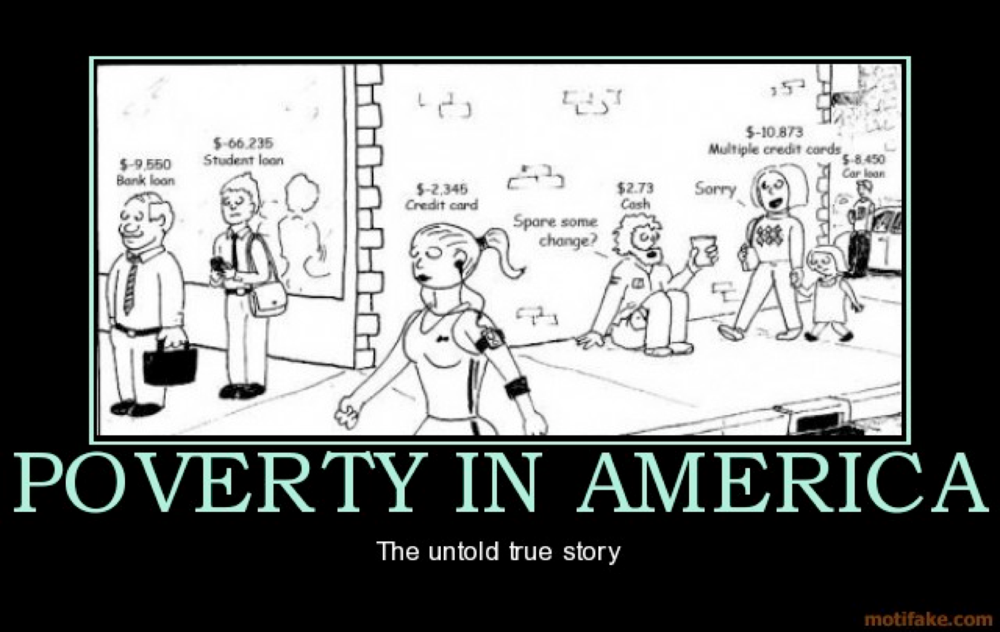 $-9,550
Bank loan
$-66,235
Student loan
$-2,345
Credit card
Spare some
change?
$2.73
Cash
Sorry
$-10,873
Multiple credit cards
$-8,450
Car loan
POVERTY IN AMERICA
The untold true story
motifake.com